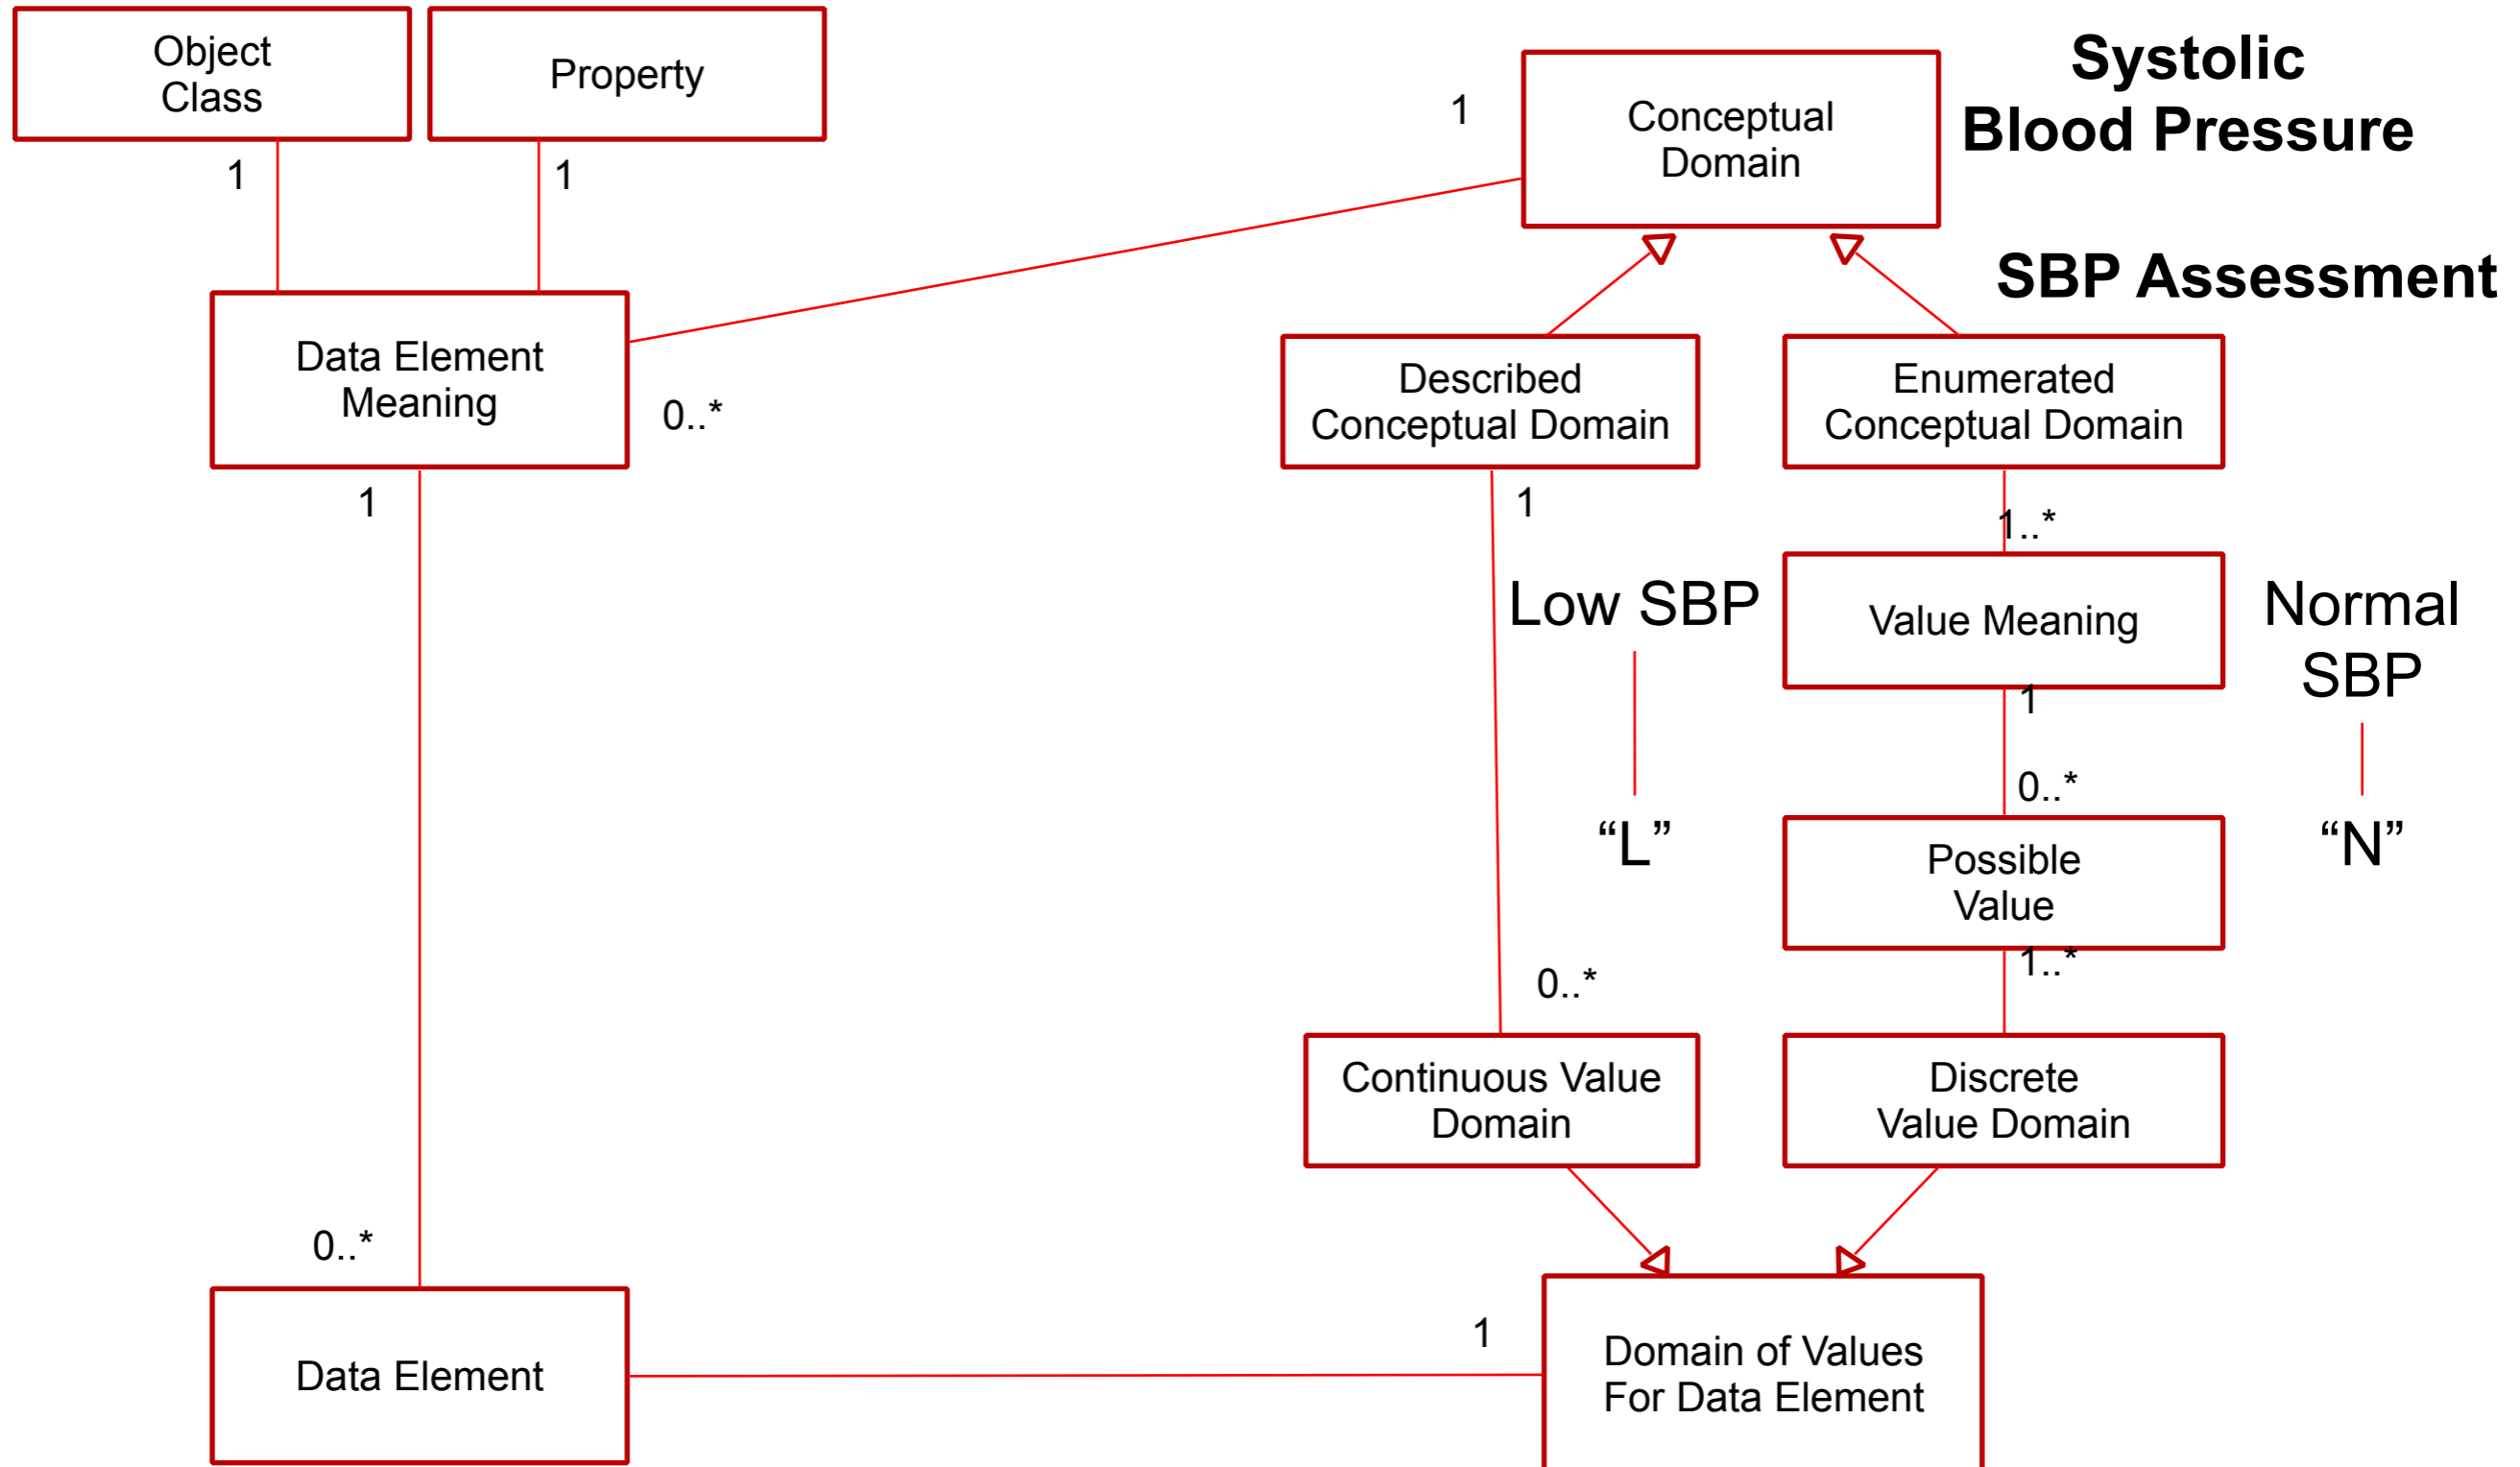 Object
Class
Property
Systolic
Blood Pressure
1
Conceptual
Domain
1
1
SBP Assessment
Data Element
Meaning
0..*
Described
Conceptual Domain
Enumerated
Conceptual Domain
1
1
1..*
Low SBP
Value Meaning
Normal
SBP
1
0..*
“L”
Possible
Value
“N”
1..*
0..*
Continuous Value
Domain
Discrete
Value Domain
0..*
1
Data Element
Domain of Values
For Data Element